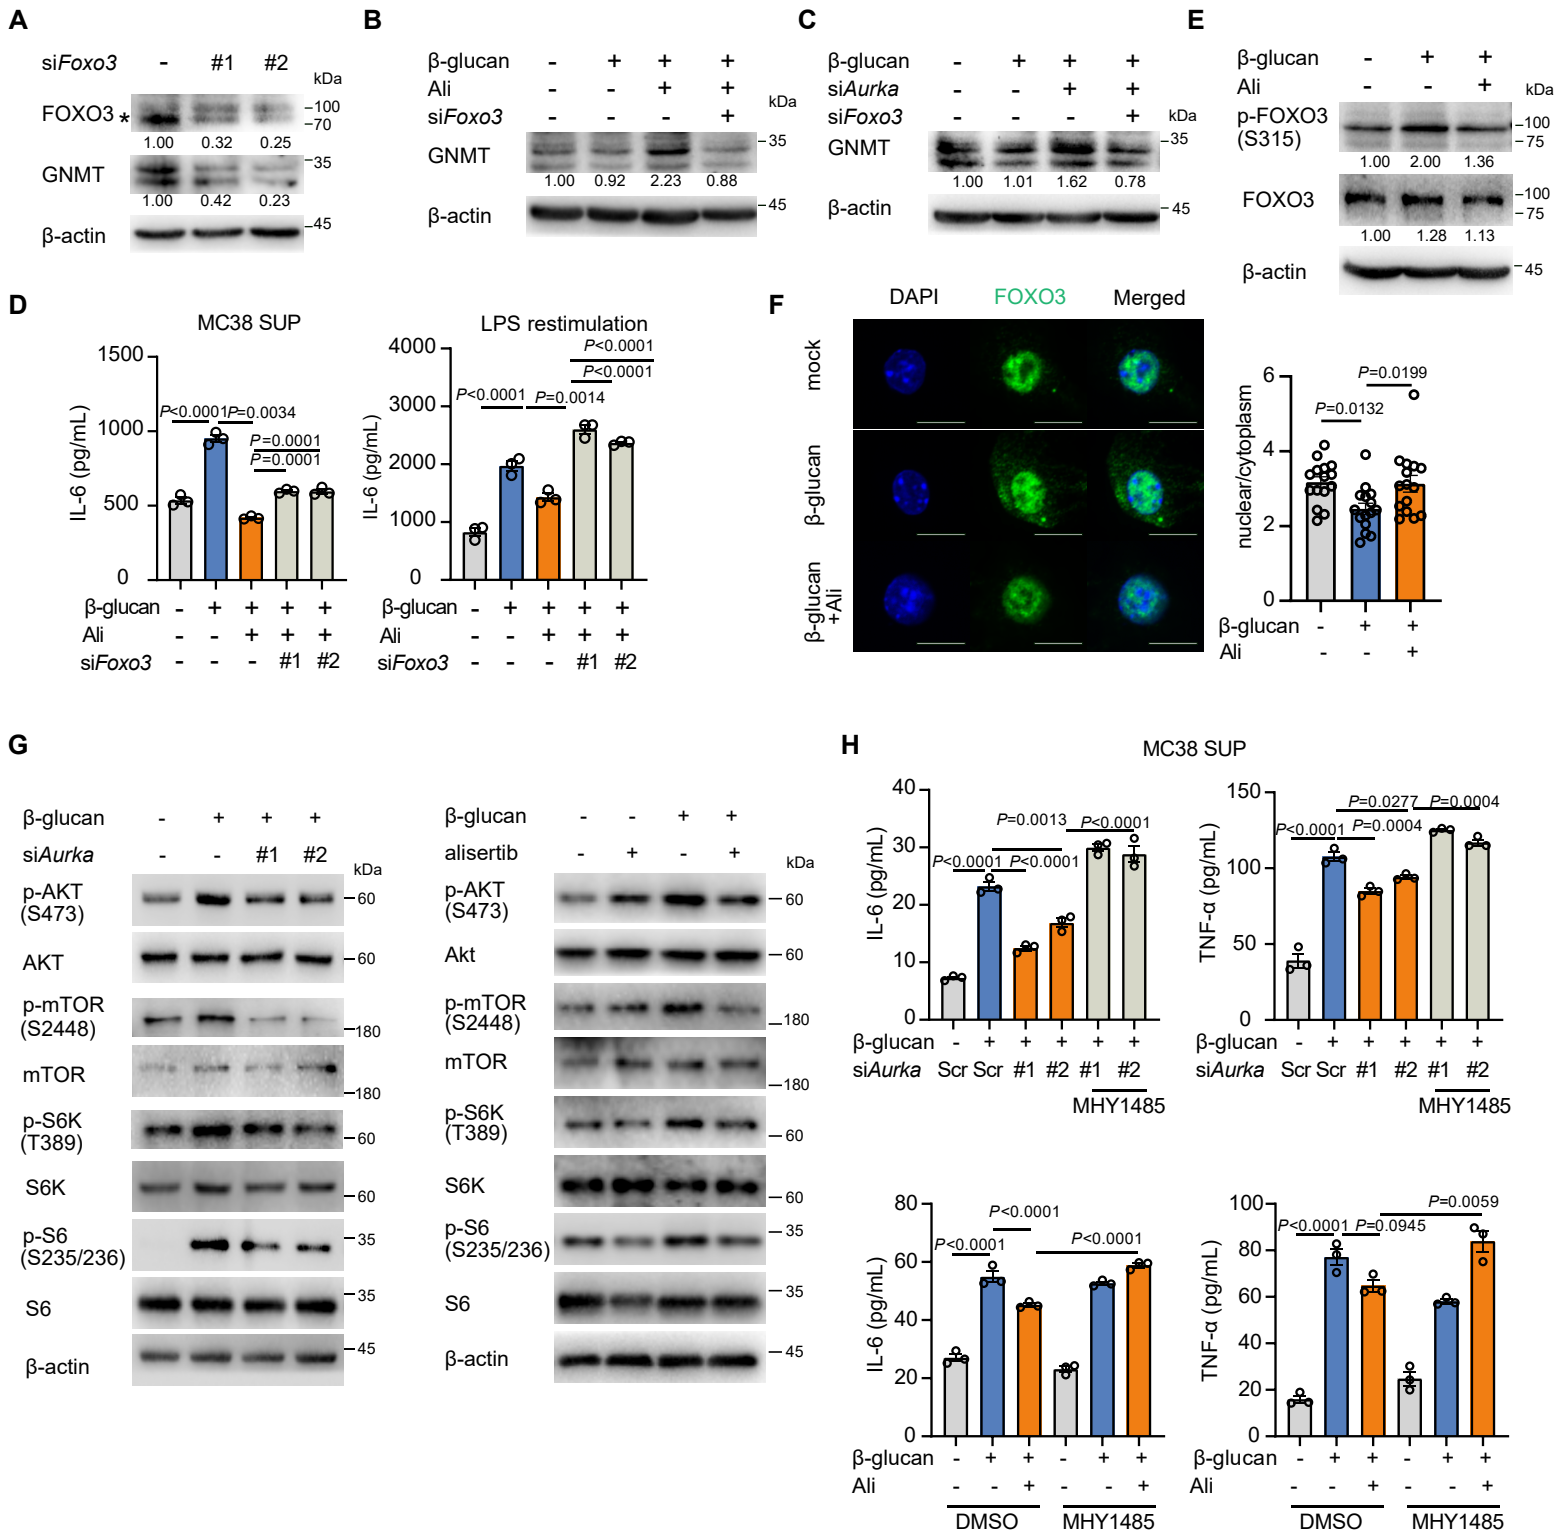 A
siFoxo3 - #1 #2
kDa
FOXO3 * -100
-70
1.00 0.32 0.25
GNMT -35
1.00 0.42 0.23
β-actin -45
B
β-glucan - + + +
Ali - - + +
siFoxo3 - - - +
kDa
GNMT -35
1.00 0.92 2.23 0.88
β-actin -45
C
β-glucan - + + +
siAurka - - + +
siFoxo3 - - - +
kDa
GNMT -35
1.00 1.01 1.62 0.78
β-actin -45
E
β-glucan - + +
Ali - - +
kDa
p-FOXO3 -100
(S315) -75
1.00 2.00 1.36
FOXO3 -100
-75
1.00 1.28 1.13
β-actin -45
D
MC38 SUP
IL-6 (pg/mL)
1500
1000
500
0
P<0.0001 P=0.0034
P=0.0001
P=0.0001
β-glucan - + + + +
Ali - - + + +
siFoxo3 - - - #1 #2
LPS restimulation
IL-6 (pg/mL)
4000
3000
2000
1000
0
P<0.0001
P<0.0001
P<0.0001 P=0.0014
β-glucan - + + + +
Ali - - + + +
siFoxo3 - - - #1 #2
F
DAPI FOXO3 Merged
mock
β-glucan
β-glucan
+Ali
nuclear/cytoplasm
6
4
2
0
P=0.0199
P=0.0132
β-glucan - + +
Ali - - +
G
β-glucan - + + +
siAurka - - #1 #2
kDa
p-AKT
(S473) -60
AKT -60
p-mTOR
(S2448) -180
mTOR -180
p-S6K
(T389) -60
S6K -60
p-S6 -35
(S235/236)
S6 -35
β-actin -45
β-glucan - - + +
alisertib - + - +
kDa
p-AKT
(S473) -60
Akt -60
p-mTOR
(S2448) -180
mTOR -180
p-S6K
(T389) -60
S6K -60
p-S6 -35
(S235/236)
S6 -35
β-actin -45
H
MC38 SUP
IL-6 (pg/mL)
40
30
20
10
0
P=0.0013 P<0.0001
P<0.0001 P<0.0001
β-glucan - + + + + +
siAurka Scr Scr #1 #2 #1 #2
MHY1485
TNF-α (pg/mL)
150
100
50
0
P=0.0277 P=0.0004
P<0.0001 P=0.0004
β-glucan - + + + + +
siAurka Scr Scr #1 #2 #1 #2
MHY1485
IL-6 (pg/mL)
80
60
40
20
0
P<0.0001
P<0.0001 P<0.0001
β-glucan - + + - + +
Ali - - + - - +
DMSO MHY1485
TNF-α (pg/mL)
100
80
60
40
20
0
P=0.0059
P<0.0001 P=0.0945
β-glucan - + + - + +
Ali - - + - - +
DMSO MHY1485